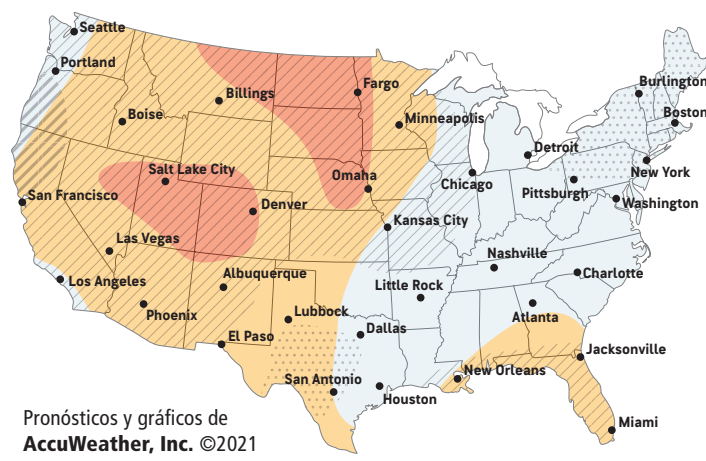 Seattle
Portland
Fargo
Billings
Burlington
Boise
Minneapolis
Boston
Detroit
Salt Lake City
Omaha
Chicago
New York
Pittsburgh
San Francisco
Denver
Washington
Kansas City
Las Vegas
Nashville
Los Angeles
Albuquerque
Little Rock
Charlotte
Phoenix
Lubbock
Atlanta
Dallas
El Paso
Jacksonville
San Antonio
New Orleans
Houston
Pronósticos y gráficos de
AccuWeather, Inc. ©2021
Miami